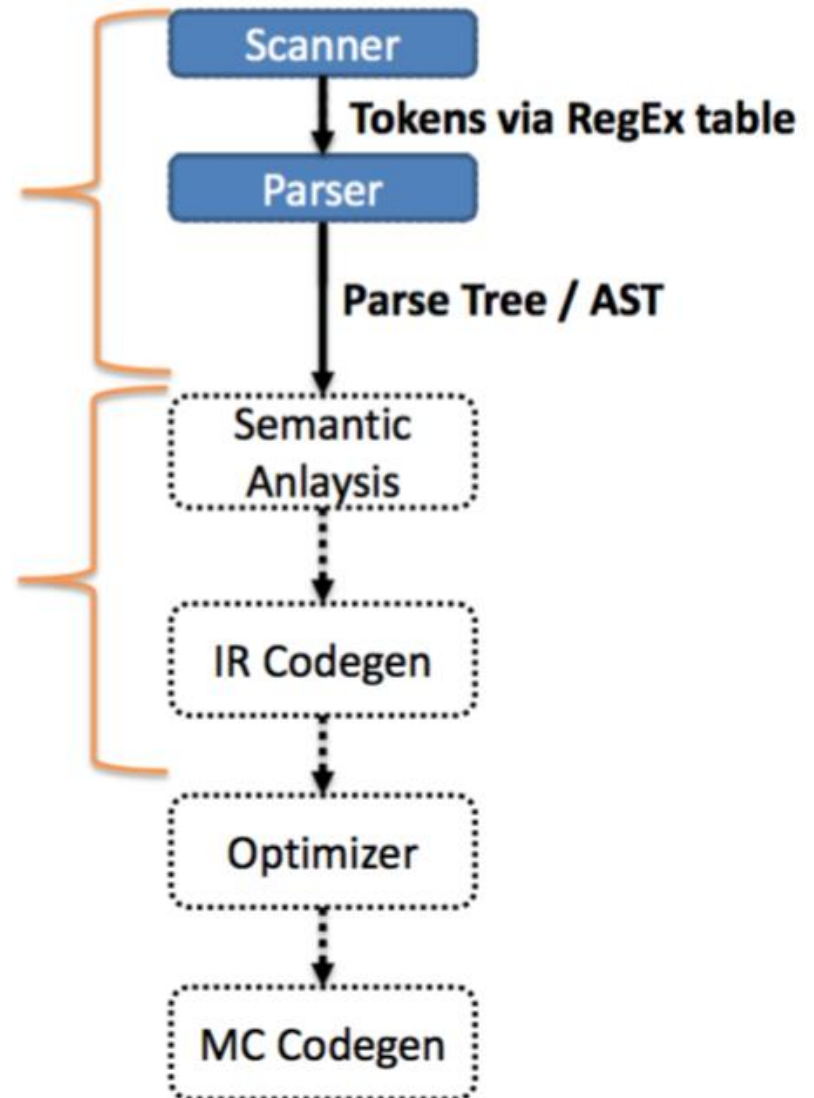 Scanner
Tokens via RegEx table
Parser
Parse Tree / AST
Semantic
Anlaysis
IR Codegen
Optimizer
MC Codegen